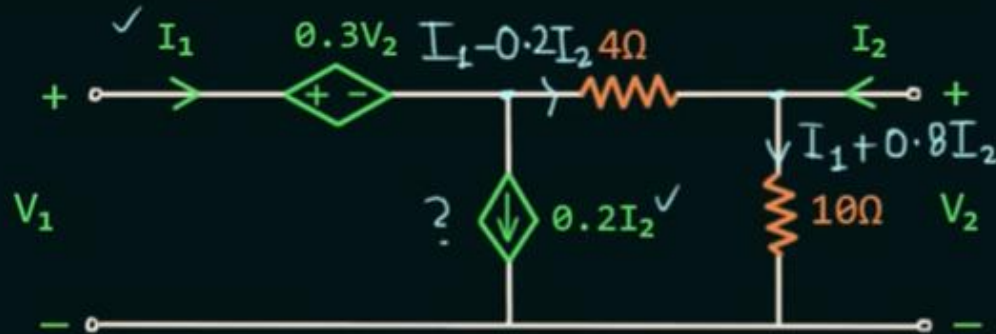 ✓ I₁ 0.3V₂ I₁-0.2I₂ 4Ω I₂
+ + - +
I₁+0.8I₂
V₁ ? 0.2I₂ ✓ 10Ω V₂
- -